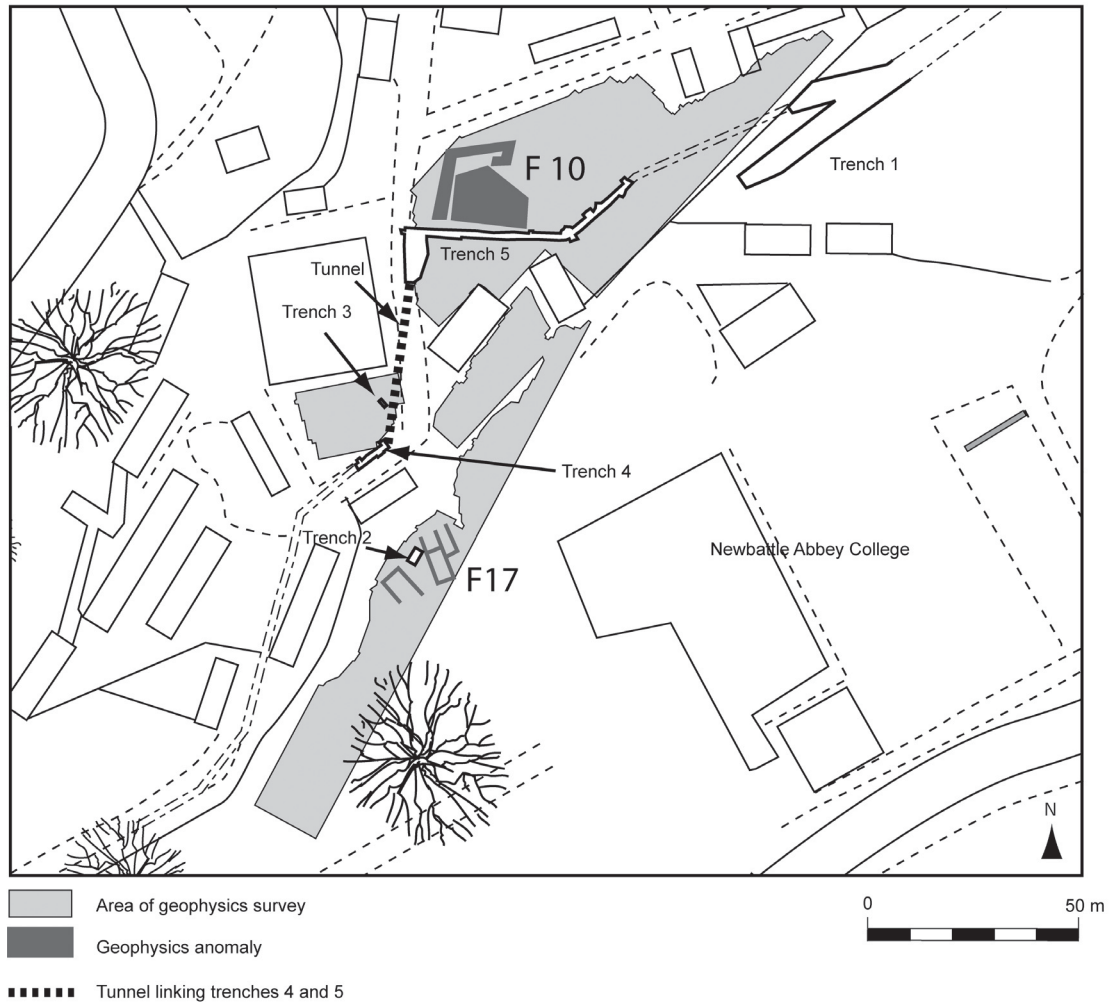 F 10
Trench 1
Trench 5
Tunnel
Trench 3
Trench 4
Trench 2
Newbattle Abbey College
F17
N
Area of geophysics survey
0 50 m
Geophysics anomaly
Tunnel linking trenches 4 and 5